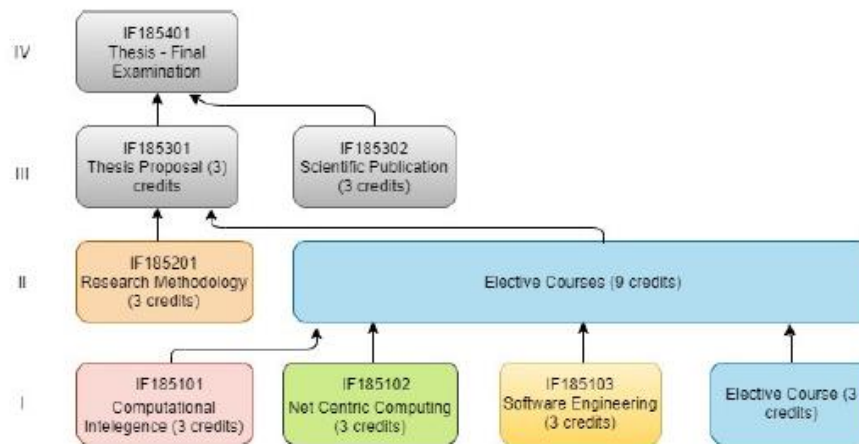 IV
IF185401
Thesis - Final
Examination
III
IF185301
Thesis Proposal (3)
credits
IF185302
Scientific Publication
(3 credits)
II
IF185201
Research Methodology
(3 credits)
Elective Courses (9 credits)
I
IF185101
Computational
Intelegence (3 credits)
IF185102
Net Centric Computing
(3 credits)
IF185103
Software Engineering
(3 credits)
Elective Course (3
credits)